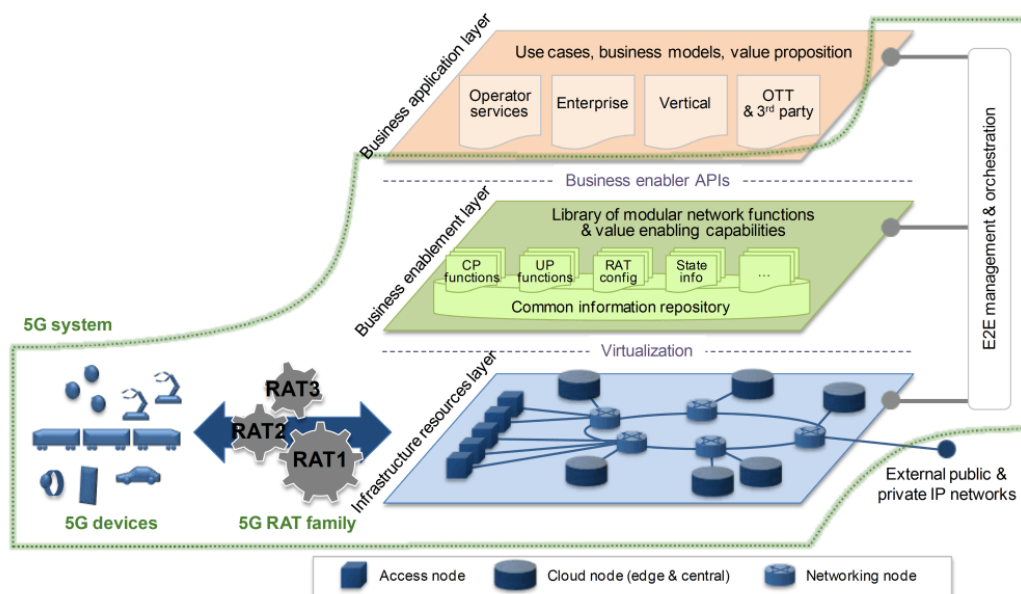 Business application layer
Use cases, business models, value proposition
Operator
services
Enterprise
Vertical
OTT
& 3rd party
Business enabler APIs
Business enablement layer
Library of modular network functions
& value enabling capabilities
CP
functions
UP
functions
RAT
config
State
info
...
Common information repository
E2E management & orchestration
5G system
Virtualization
Infrastructure resources layer
RAT3
RAT2
RAT1
5G devices
5G RAT family
External public &
private IP networks
Access node
Cloud node (edge & central)
Networking node